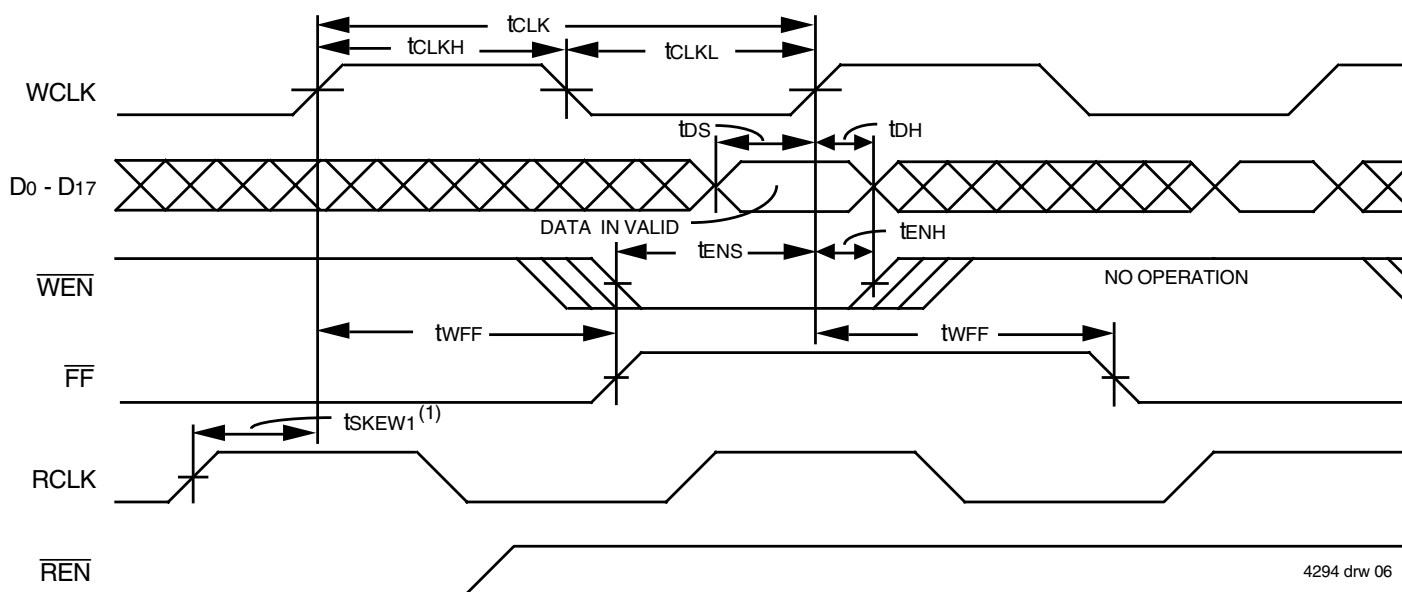 tCLK
tCLKH
tCLKL
WCLK
tDS
tDH
D0 - D17
DATA IN VALID
tENS
tENH
WEN
NO OPERATION
tWFF
tWFF
FF
tSKEW1(1)
RCLK
REN
4294 drw 06